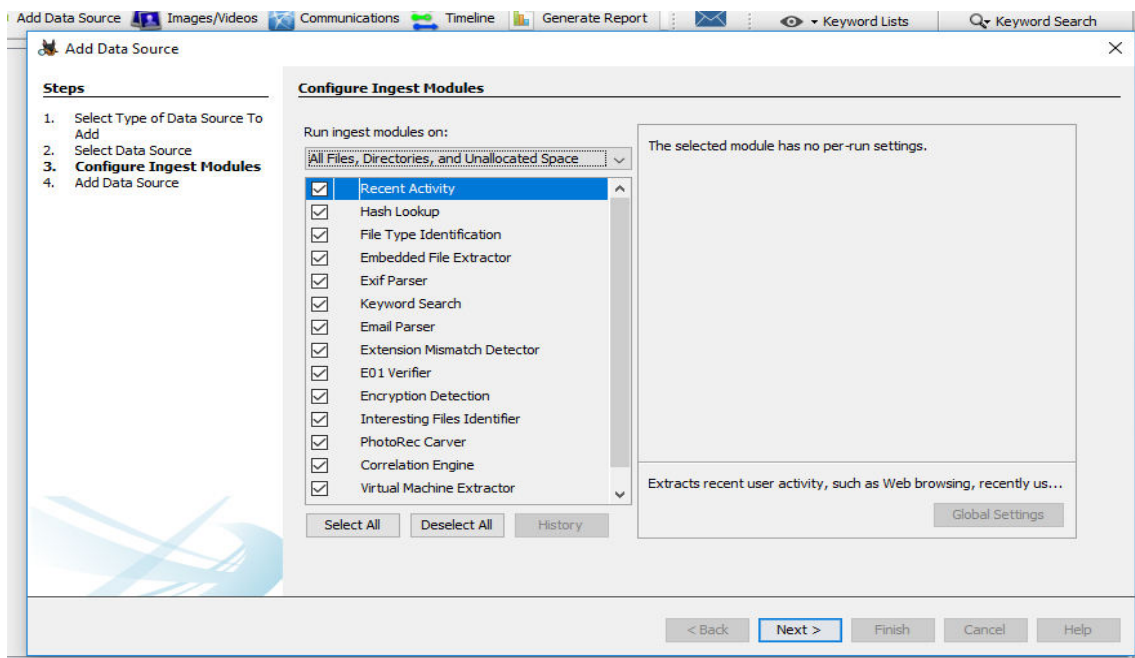 Add Data Source Images/Videos Communications Timeline Generate Report Keyword Lists Keyword Search
Add Data Source
Steps
1. Select Type of Data Source To
Add
2. Select Data Source
3. Configure Ingest Modules
4. Add Data Source
Configure Ingest Modules
Run ingest modules on:
All Files, Directories, and Unallocated Space
Recent Activity
Hash Lookup
File Type Identification
Embedded File Extractor
Exif Parser
Keyword Search
Email Parser
Extension Mismatch Detector
E01 Verifier
Encryption Detection
Interesting Files Identifier
PhotoRec Carver
Correlation Engine
Virtual Machine Extractor
Select All Deselect All History
The selected module has no per-run settings.
Extracts recent user activity, such as Web browsing, recently us...
Global Settings
< Back Next > Finish Cancel Help